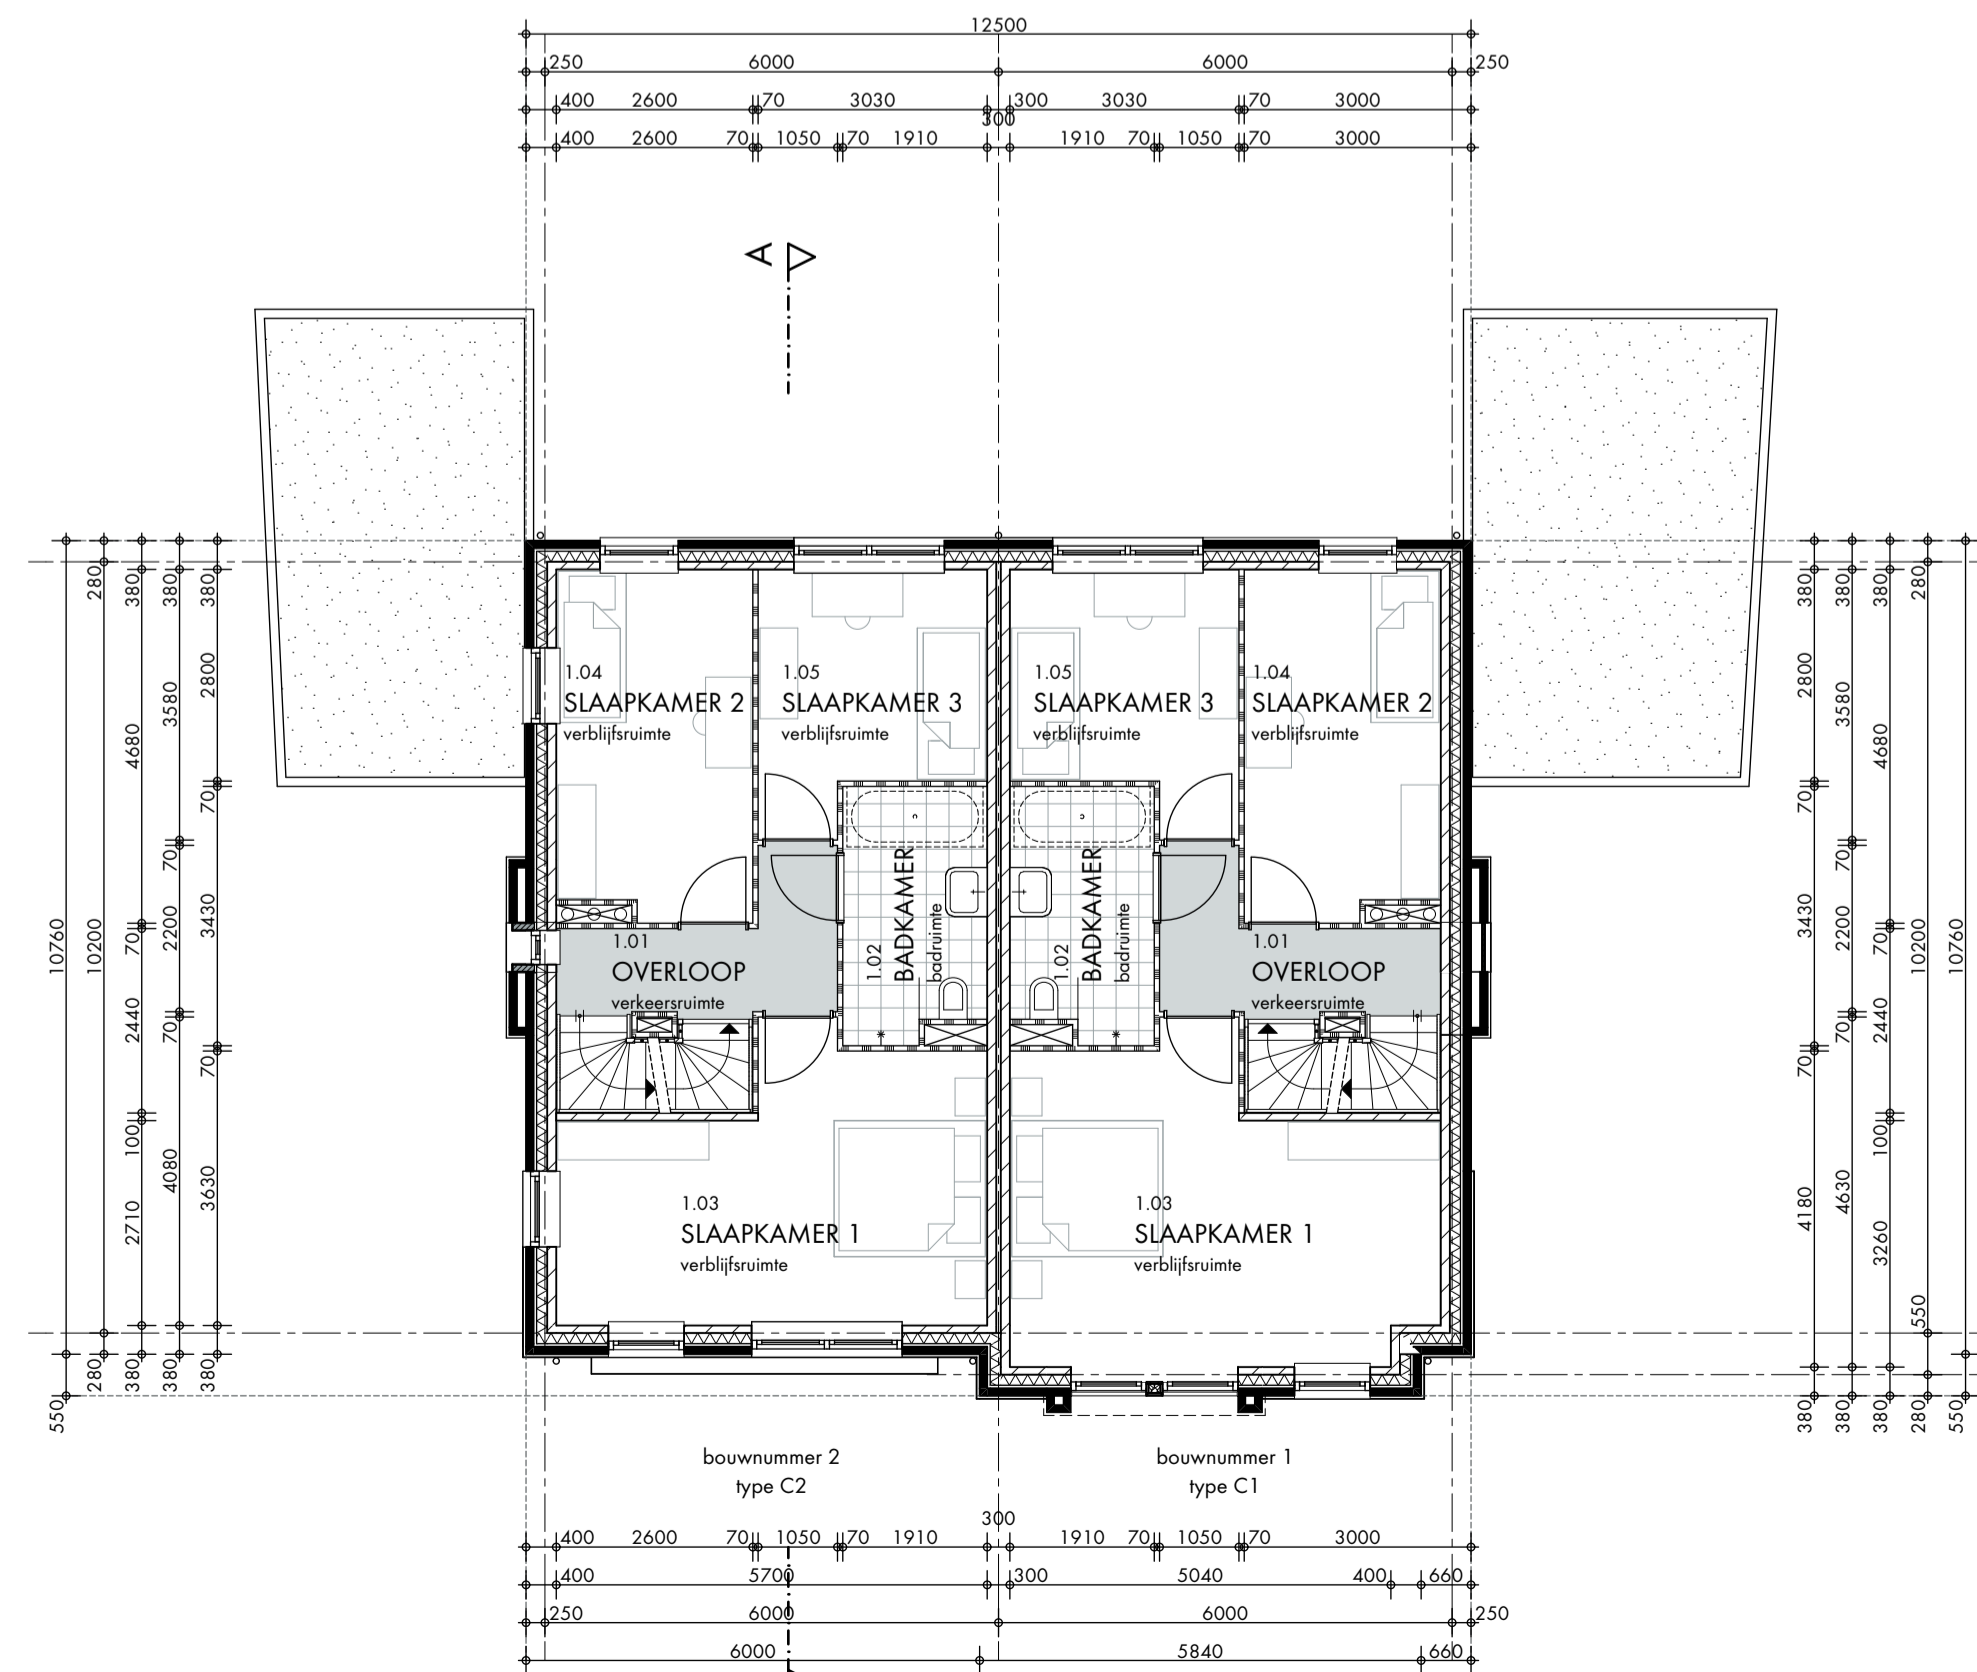 12500
250 6000 6000 250
400 2600 70 3030 300 3030 70 3000
300
400 2600 70 1050 70 1910 1910 70 1050 70 3000
A
280 380 380 380
380 380 380 280
2800
3580
4680
70
70
3430
2200
70
10200
10760
2440
70
70
100
4080
3630
2710
280 380 380 380
550
2800
3580
4680
70
70
3430
2200
70
10200
10760
70
2440
70
100
4180
4630
3260
550
380 380 380 280 550
1.04
SLAAPKAMER 2
verblijfsruimte
1.05
SLAAPKAMER 3
verblijfsruimte
1.05
SLAAPKAMER 3
verblijfsruimte
1.04
SLAAPKAMER 2
verblijfsruimte
1.02
BADKAMER
badruimte
1.02
BADKAMER
badruimte
1.01
OVERLOOP
verkeersruimte
1.01
OVERLOOP
verkeersruimte
1.03
SLAAPKAMER 1
verblijfsruimte
1.03
SLAAPKAMER 1
verblijfsruimte
bouwnummer 2
type C2
bouwnummer 1
type C1
300
400 2600 70 1050 70 1910 1910 70 1050 70 3000
400 5700 300 5040 400 660
250 6000 6000 250
6000 5840 660